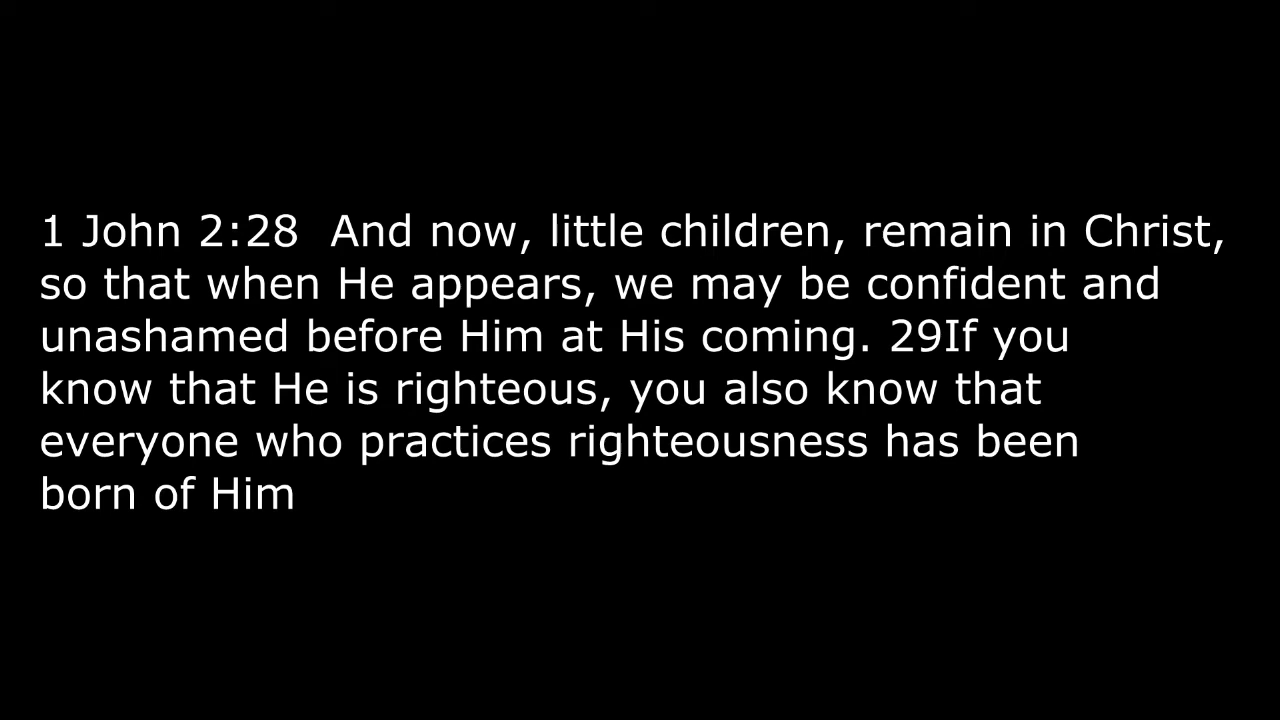 1 John 2:28  And now, little children, remain in Christ,
so that when He appears, we may be confident and
unashamed before Him at His coming. 29If you
know that He is righteous, you also know that
everyone who practices righteousness has been
born of Him